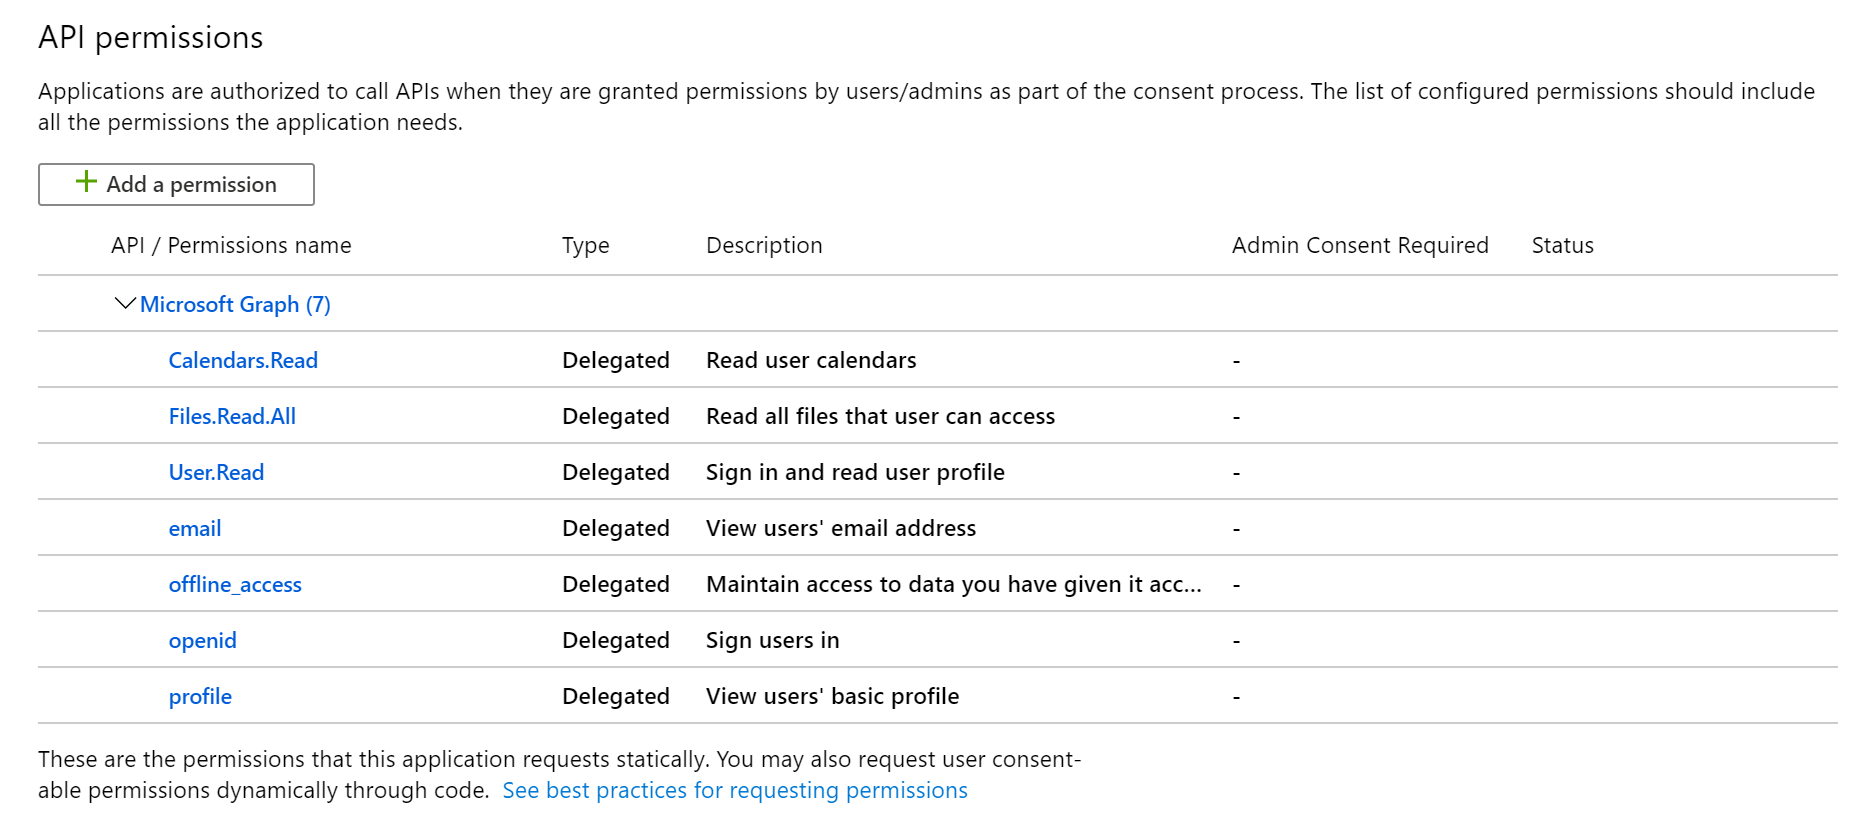 API permissions
Applications are authorized to call APIs when they are granted permissions by users/admins as part of the consent process. The list of configured permissions should include
all the permissions the application needs.
Add a permission
API / Permissions name Type Description Admin Consent Required Status
Microsoft Graph (7)
Calendars.Read Delegated Read user calendars -
Files.Read.All Delegated Read all files that user can access -
User.Read Delegated Sign in and read user profile -
email Delegated View users' email address -
offline_access Delegated Maintain access to data you have given it acc... -
openid Delegated Sign users in -
profile Delegated View users' basic profile -
These are the permissions that this application requests statically. You may also request user consent-
able permissions dynamically through code. See best practices for requesting permissions